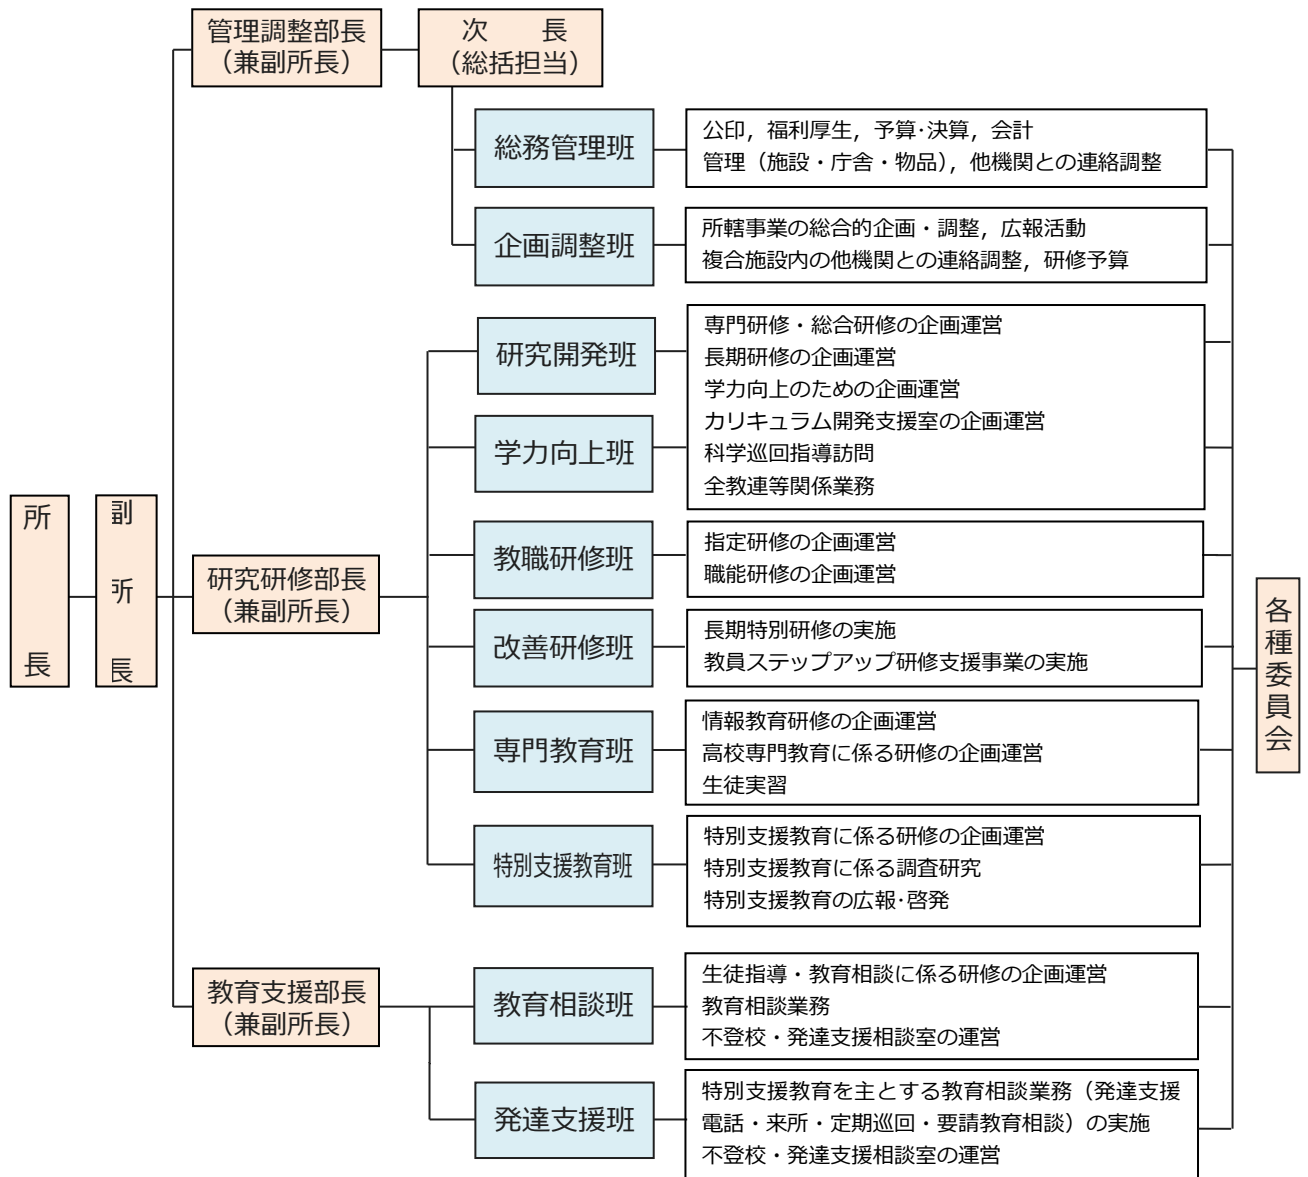 所長
副所長
管理調整部長
（兼副所長）
次　　長
（総括担当）
総務管理班
公印，福利厚生，予算･決算，会計
管理（施設・庁舎・物品），他機関との連絡調整
企画調整班
所轄事業の総合的企画・調整，広報活動
複合施設内の他機関との連絡調整，研修予算
研究研修部長
（兼副所長）
研究開発班
学力向上班
専門研修・総合研修の企画運営
長期研修の企画運営
学力向上のための企画運営
カリキュラム開発支援室の企画運営
科学巡回指導訪問
全教連等関係業務
教職研修班
指定研修の企画運営
職能研修の企画運営
改善研修班
長期特別研修の実施
教員ステップアップ研修支援事業の実施
専門教育班
情報教育研修の企画運営
高校専門教育に係る研修の企画運営
生徒実習
特別支援教育班
特別支援教育に係る研修の企画運営
特別支援教育に係る調査研究
特別支援教育の広報･啓発
教育支援部長
（兼副所長）
教育相談班
生徒指導・教育相談に係る研修の企画運営
教育相談業務
不登校・発達支援相談室の運営
発達支援班
特別支援教育を主とする教育相談業務（発達支援
電話・来所・定期巡回・要請教育相談）の実施
不登校・発達支援相談室の運営
各種委員会